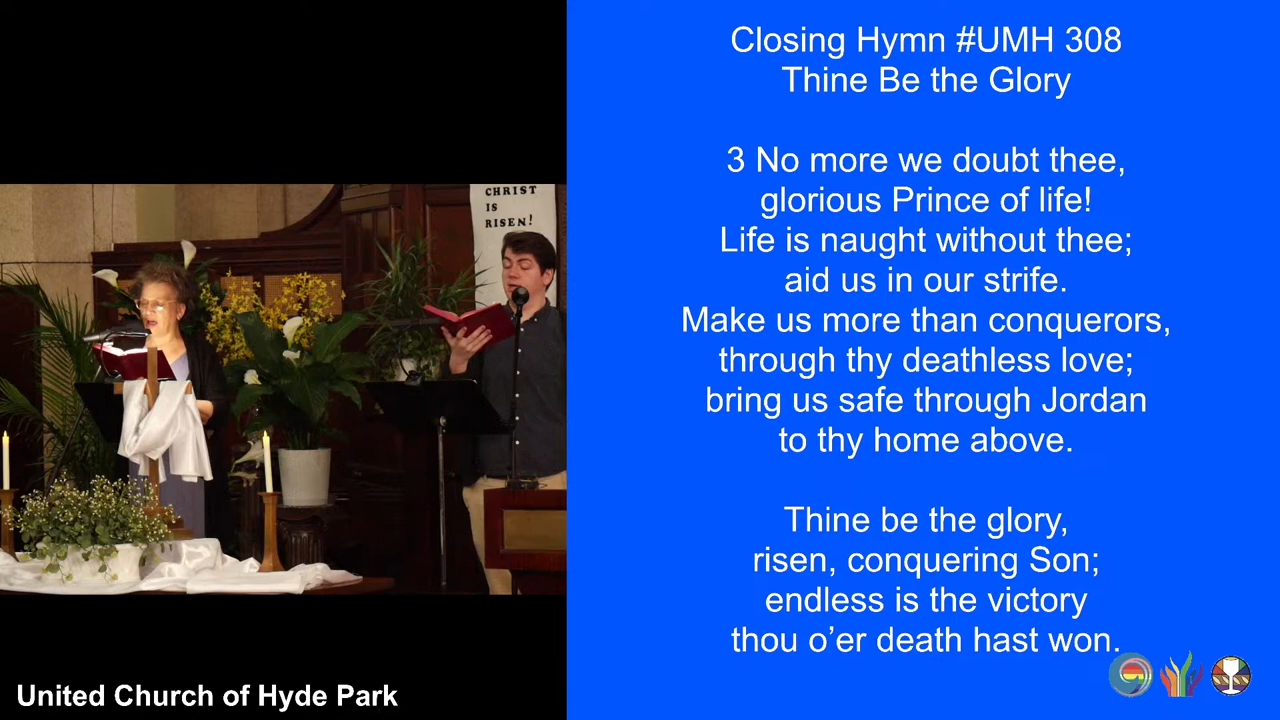 Closing Hymn #UMH 308
Thine Be the Glory
3 No more we doubt thee,
glorious Prince of life!
Life is naught without thee;
aid us in our strife.
Make us more than conquerors,
through thy deathless love;
bring us safe through Jordan
to thy home above.
Thine be the glory,
risen, conquering Son;
endless is the victory
thou o’er death hast won.
CHRIST
IS
RISEN!
United Church of Hyde Park